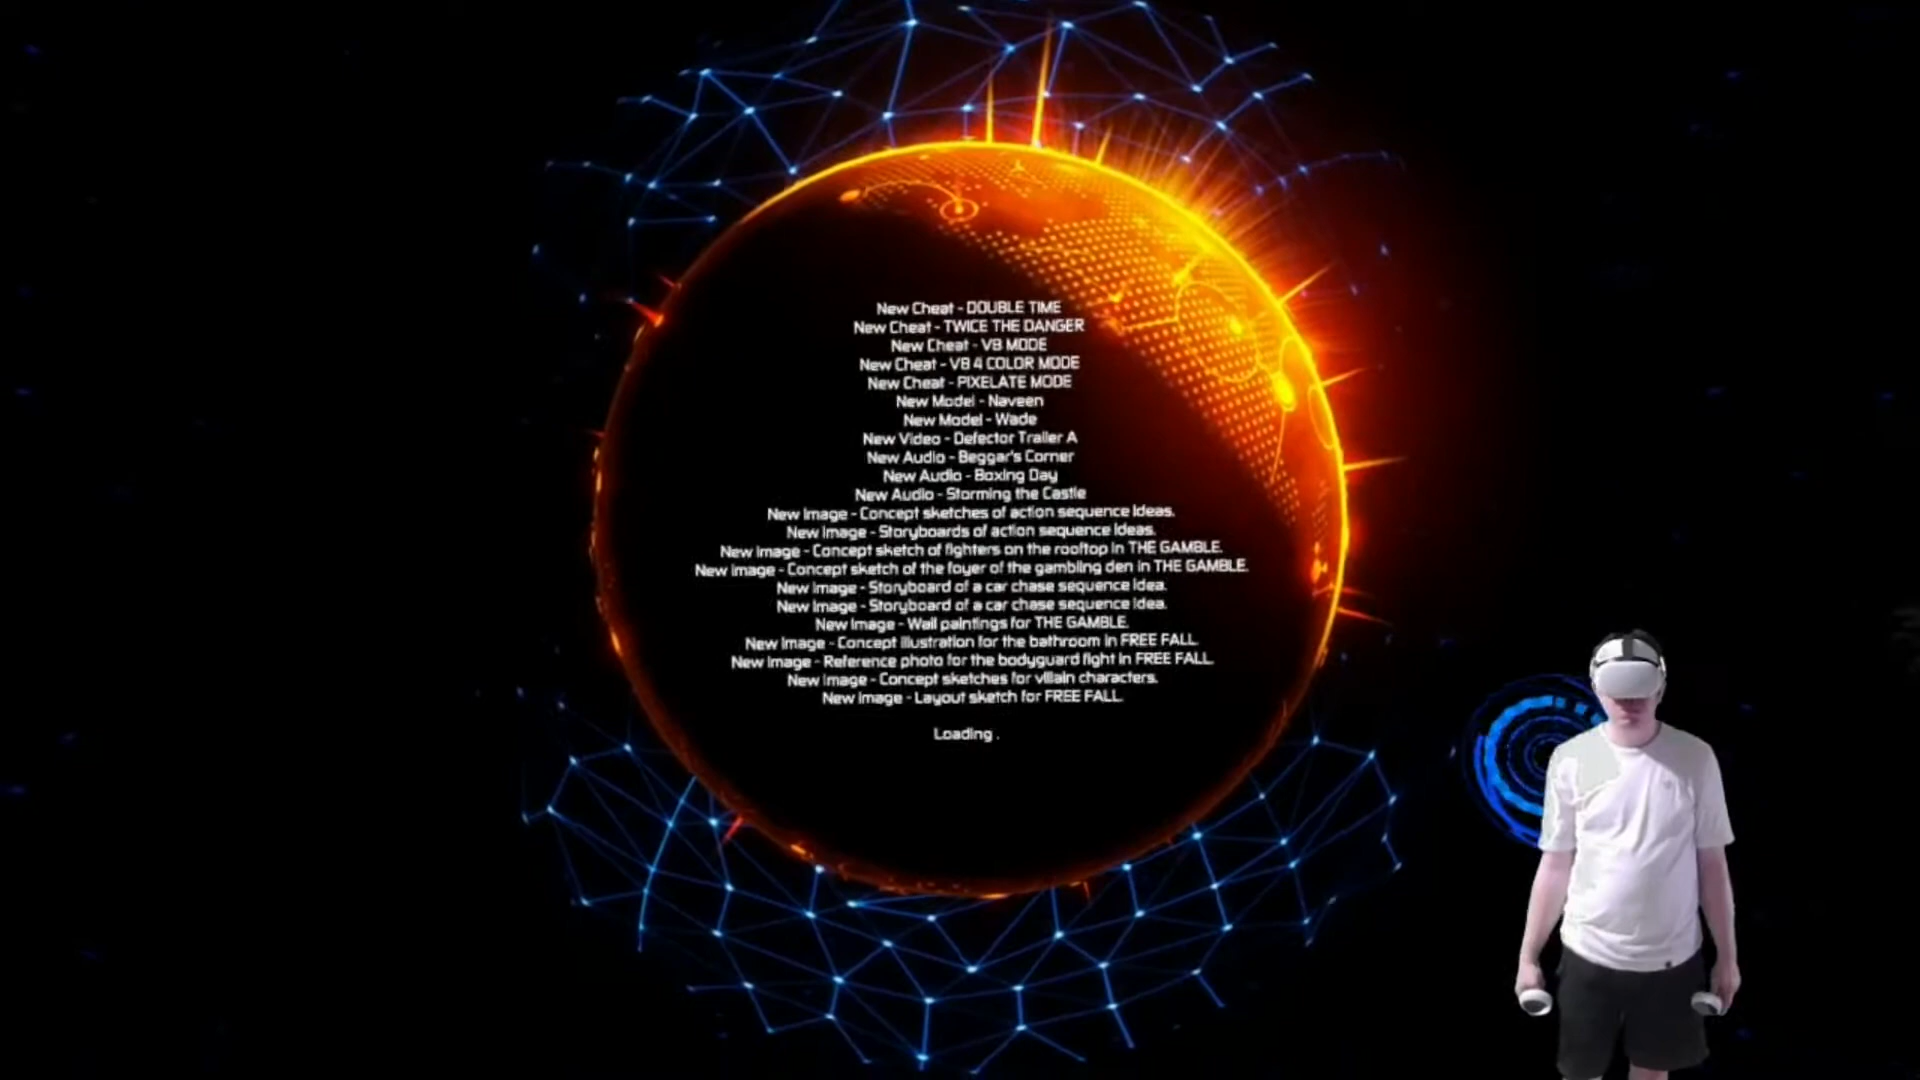 New Cheat - DOUBLE TIME
New Cheat - TWICE THE DANGER
New Cheat - VB MODE
New Cheat - VB 4 COLOR MODE
New Cheat - PIXELATE MODE
New Model - Naveen
New Model - Wade
New Video - Defector Trailer A
New Audio - Beggar's Corner
New Audio - Boxing Day
New Audio - Storming the Castle
New Image - Concept sketches of action sequence ideas.
New Image - Storyboards of action sequence ideas.
New Image - Concept sketch of fighters on the rooftop in THE GAMBLE.
New Image - Concept sketch of the foyer of the gambling den in THE GAMBLE.
New Image - Storyboard of a car chase sequence idea.
New Image - Storyboard of a car chase sequence idea.
New Image - Wall paintings for THE GAMBLE.
New Image - Concept illustration for the bathroom in FREE FALL.
New Image - Reference photo for the bodyguard fight in FREE FALL.
New Image - Concept sketches for villain characters.
New Image - Layout sketch for FREE FALL.
Loading .